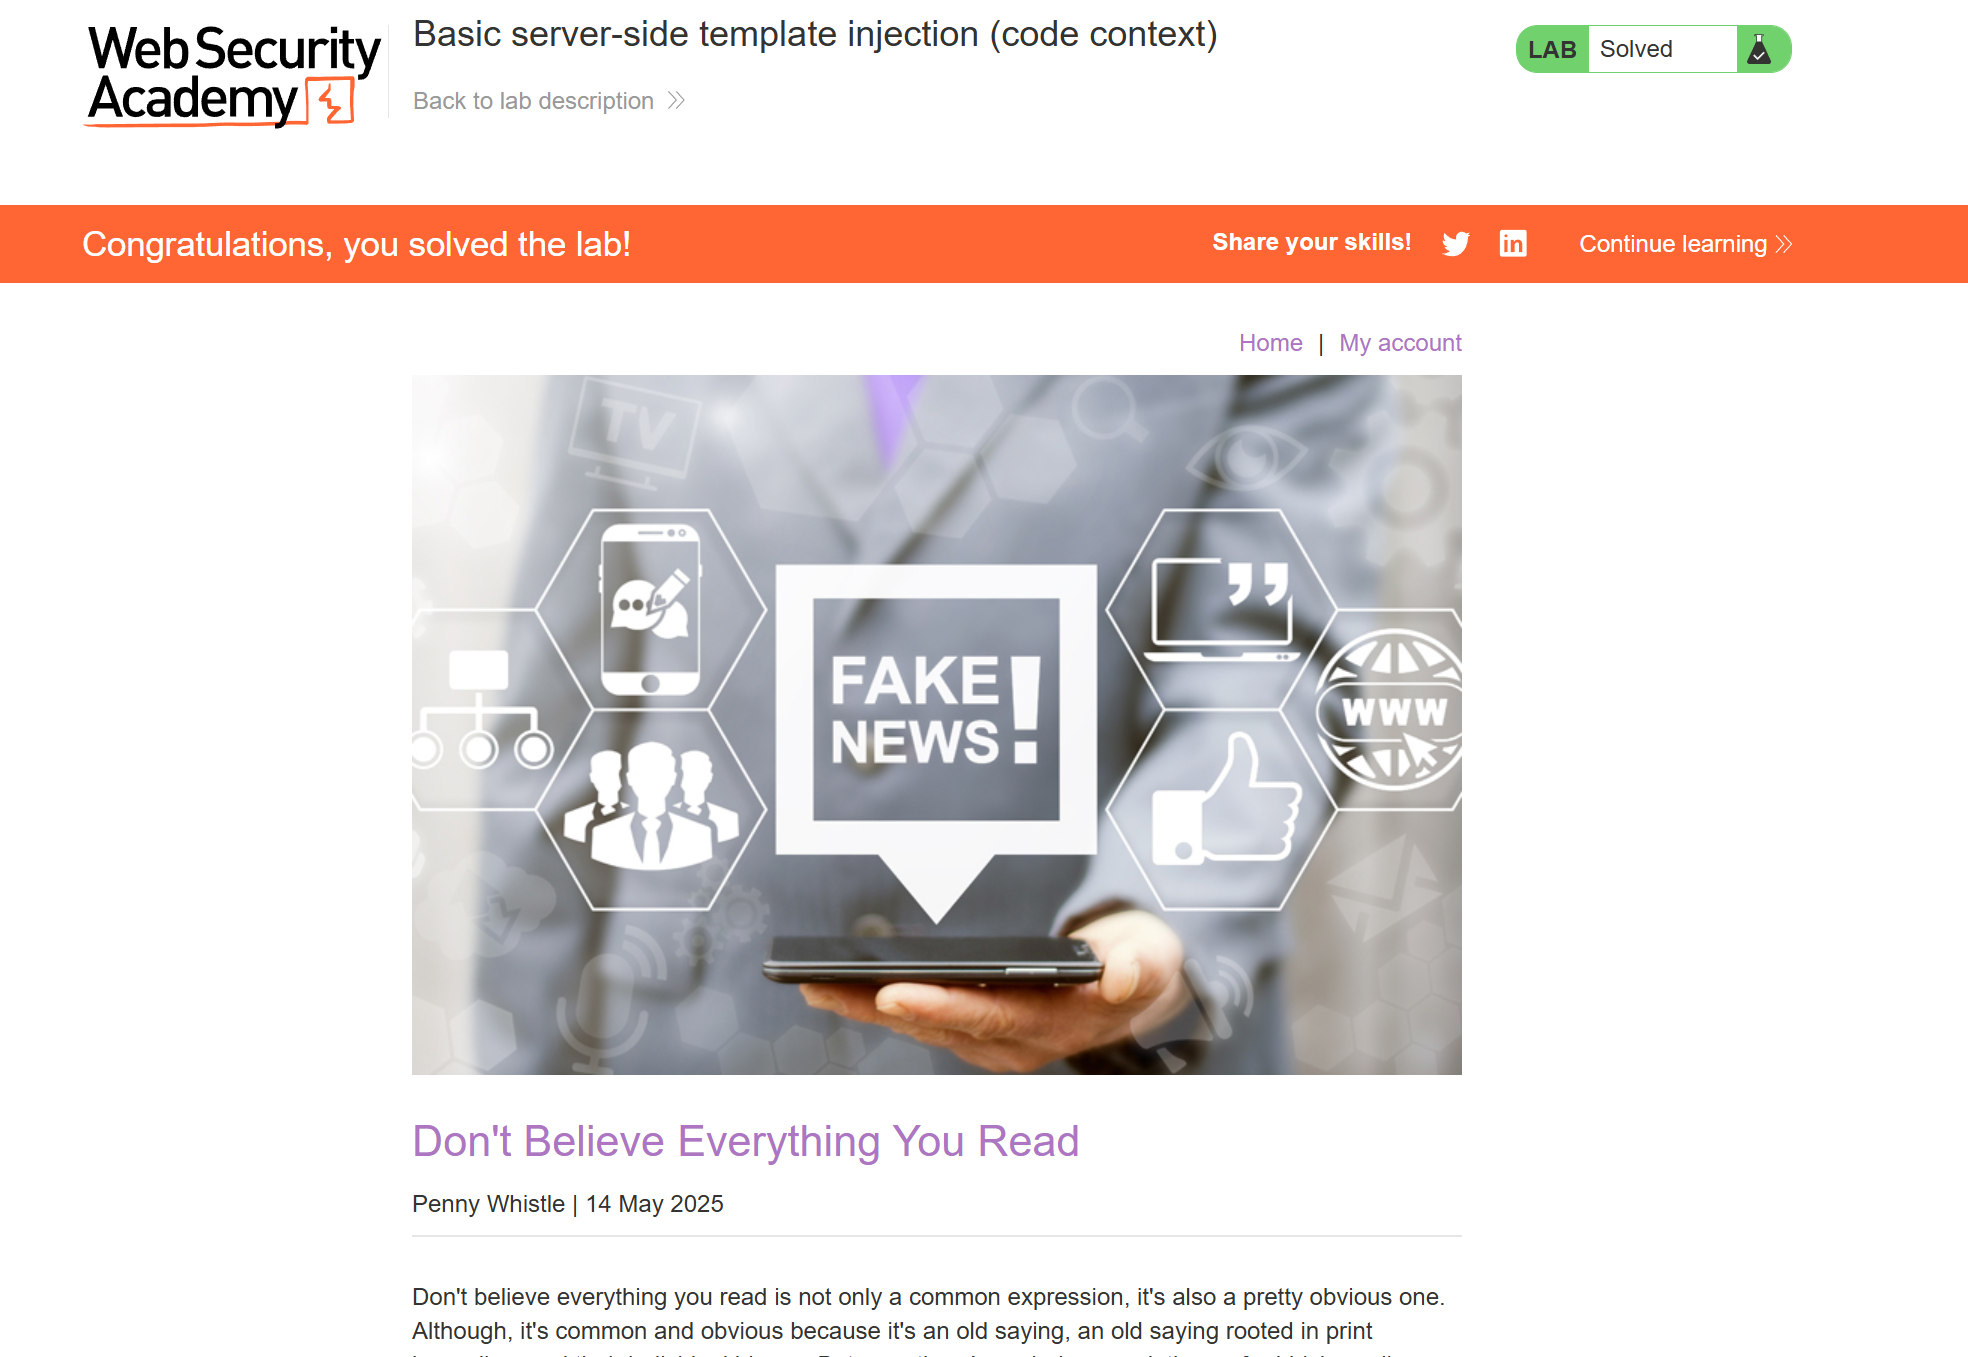 Web Security
Academy
Basic server-side template injection (code context)
Back to lab description
LAB Solved
Congratulations, you solved the lab!
Share your skills!
in
Continue learning
Home | My account
TV
FAKE
NEWS!
WWW
Don't Believe Everything You Read
Penny Whistle | 14 May 2025
Don't believe everything you read is not only a common expression, it's also a pretty obvious one.
Although, it's common and obvious because it's an old saying, an old saying rooted in print